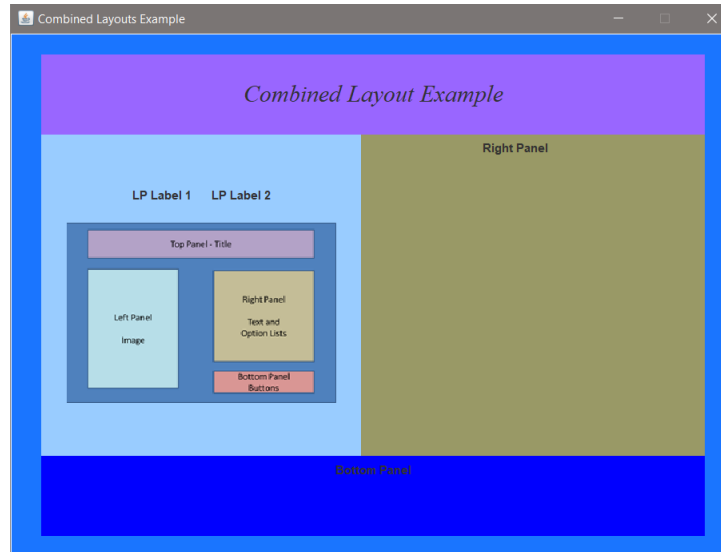 Combined Layouts Example
Combined Layout Example
LP Label 1 LP Label 2
Top Panel - Title
Left Panel
Image
Right Panel
Text and
Option Lists
Bottom Panel
Buttons
Right Panel
Bottom Panel